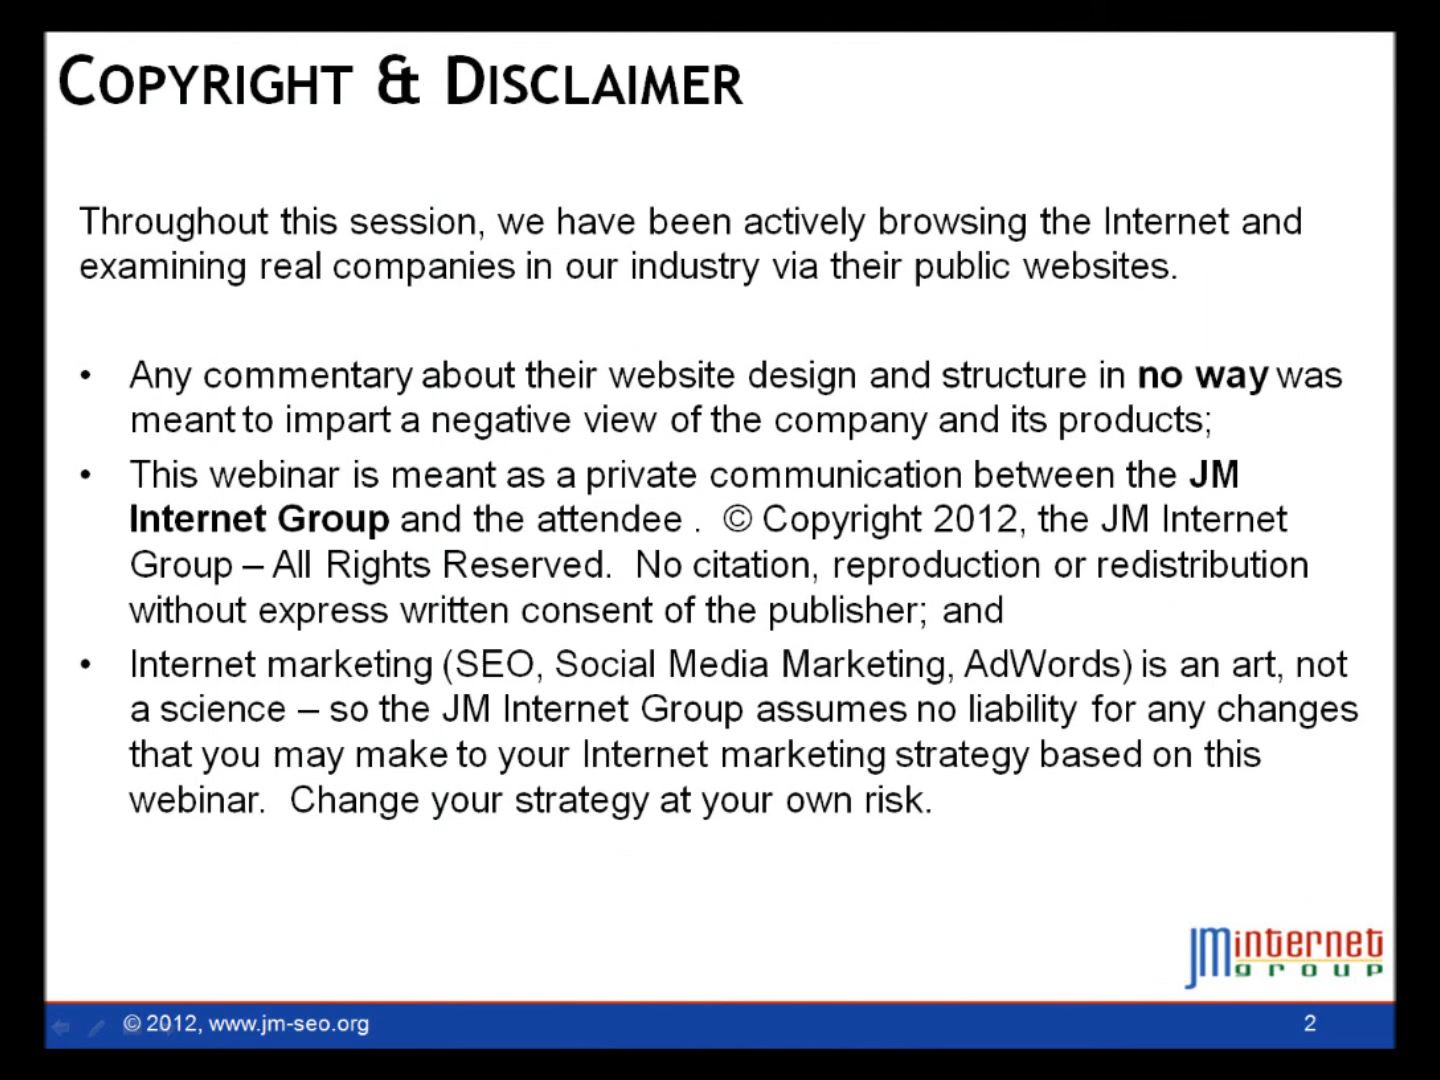 COPYRIGHT & DISCLAIMER
Throughout this session, we have been actively browsing the Internet and
examining real companies in our industry via their public websites.
• Any commentary about their website design and structure in no way was
meant to impart a negative view of the company and its products;
• This webinar is meant as a private communication between the JM
Internet Group and the attendee . © Copyright 2012, the JM Internet
Group – All Rights Reserved. No citation, reproduction or redistribution
without express written consent of the publisher; and
• Internet marketing (SEO, Social Media Marketing, AdWords) is an art, not
a science – so the JM Internet Group assumes no liability for any changes
that you may make to your Internet marketing strategy based on this
webinar. Change your strategy at your own risk.
JMinternet
group
© 2012, www.jm-seo.org
2